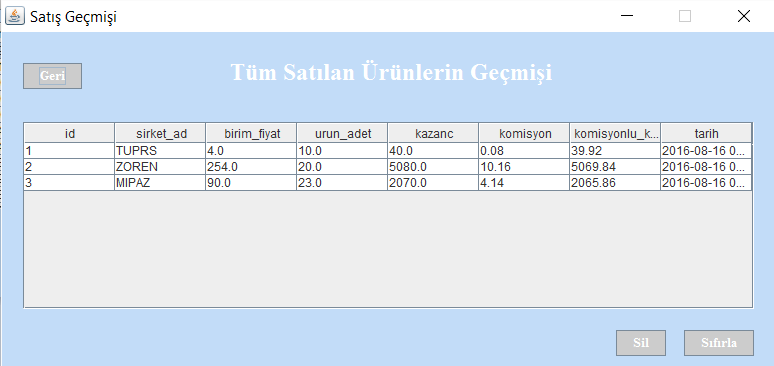 Satış Geçmişi
Geri
Tüm Satılan Ürünlerin Geçmişi
id sirket_ad birim_fiyat urun_adet kazanc komisyon komisyonlu_k... tarih
1 TUPRS 4.0 10.0 40.0 0.08 39.92 2016-08-16 0...
2 ZOREN 254.0 20.0 5080.0 10.16 5069.84 2016-08-16 0...
3 MIPAZ 90.0 23.0 2070.0 4.14 2065.86 2016-08-16 0...
Sil Sıfırla